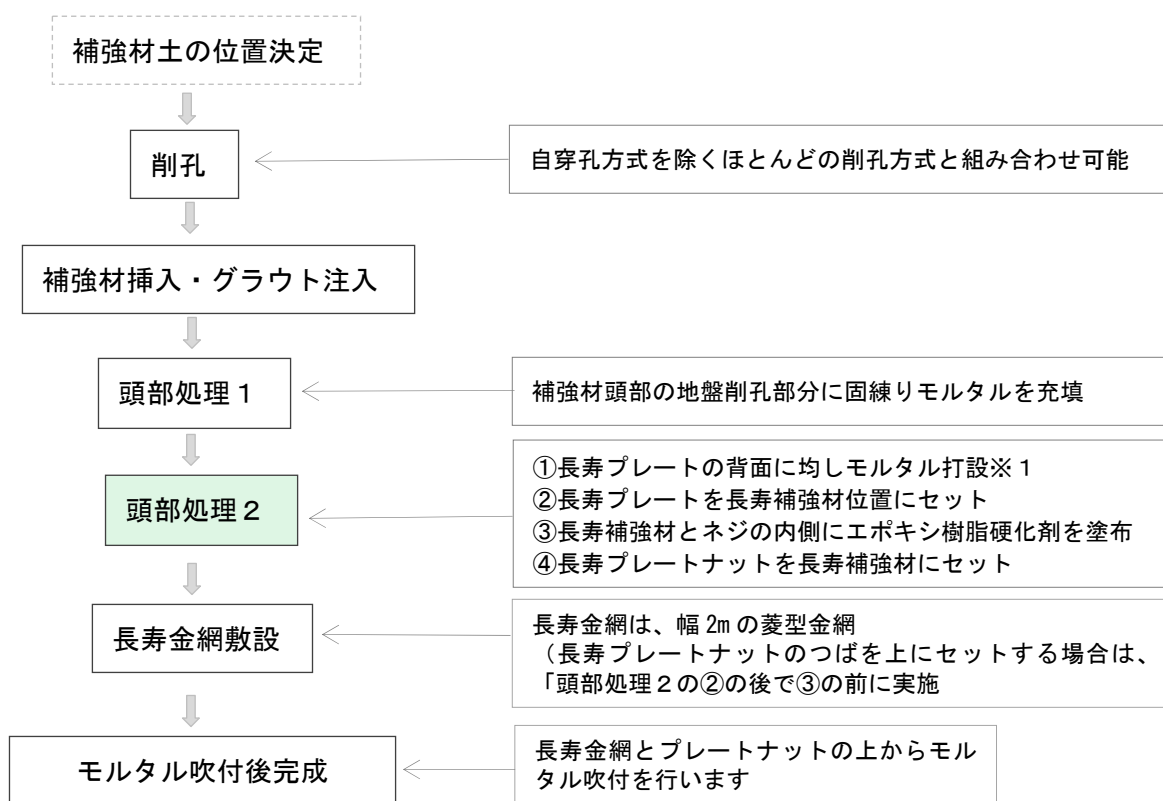 補強材土の位置決定
削孔
自穿孔方式を除くほとんどの削孔方式と組み合わせ可能
補強材挿入・グラウト注入
頭部処理１
補強材頭部の地盤削孔部分に固練りモルタルを充填
頭部処理２
①長寿プレートの背面に均しモルタル打設※１
②長寿プレートを長寿補強材位置にセット
③長寿補強材とネジの内側にエポキシ樹脂硬化剤を塗布
④長寿プレートナットを長寿補強材にセット
長寿金網敷設
長寿金網は、幅 2m の菱型金網
（長寿プレートナットのつばを上にセットする場合は、
「頭部処理２の②の後で③の前に実施
モルタル吹付後完成
長寿金網とプレートナットの上からモル
タル吹付を行います